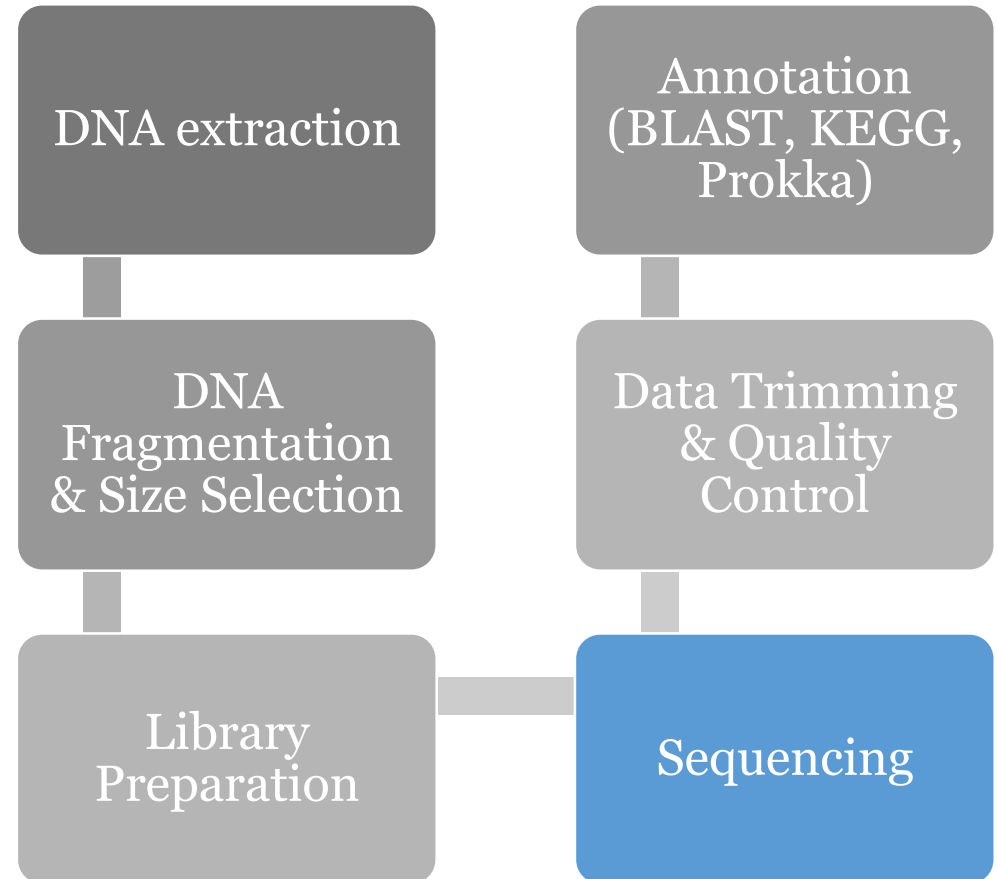 DNA extraction
DNA
Fragmentation
& Size Selection
Library
Preparation
Sequencing
Data Trimming
& Quality
Control
Annotation
(BLAST, KEGG,
Prokka)